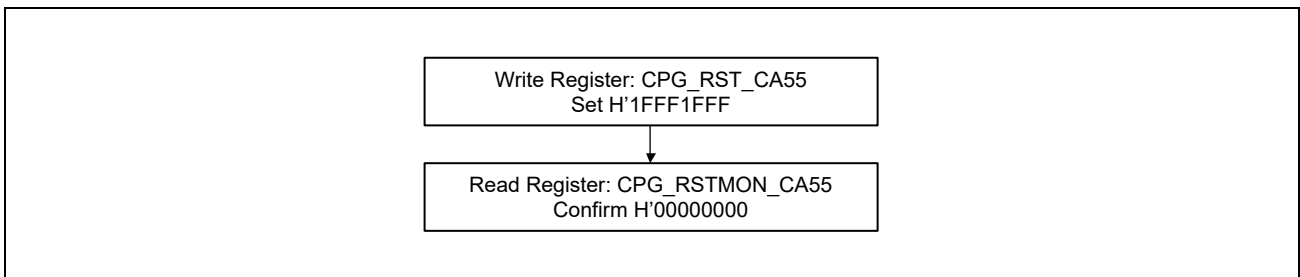 Write Register: CPG_RST_CA55
Set H’1FFF1FFF
Read Register: CPG_RSTMON_CA55
Confirm H’00000000